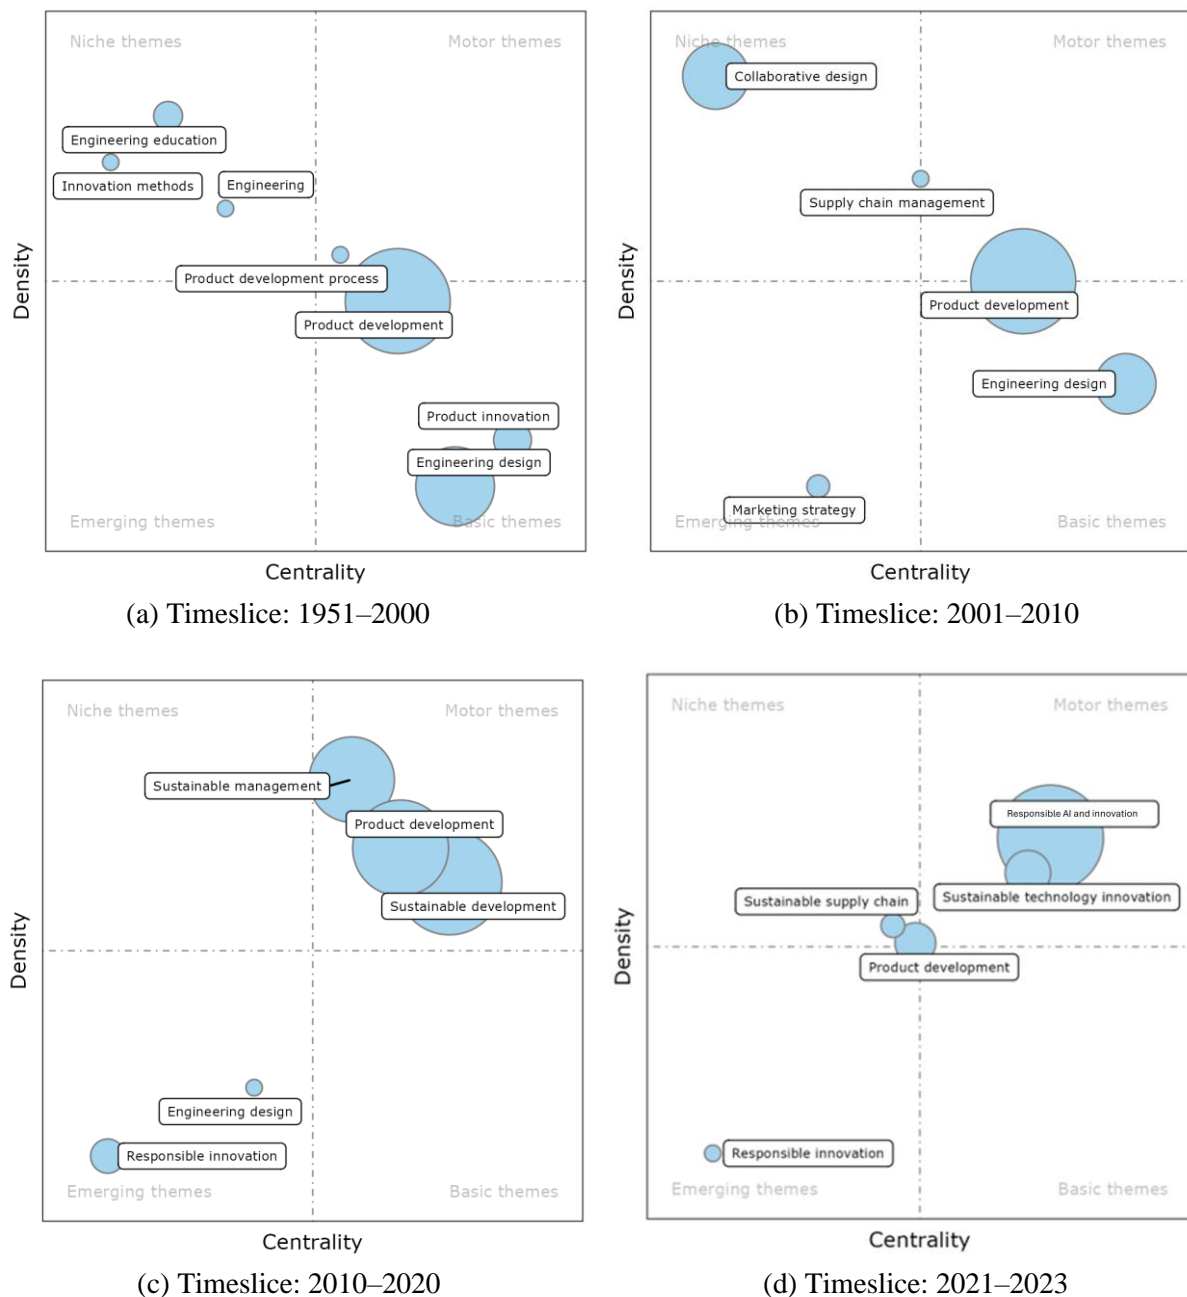 Niche themes
Motor themes
Engineering education
Innovation methods
Engineering
Product development process
Product development
Product innovation
Engineering design
Emerging themes
Basic themes
Density
Centrality
(a) Timeslice: 1951–2000
Niche themes
Motor themes
Collaborative design
Supply chain management
Product development
Engineering design
Marketing strategy
Emerging themes
Basic themes
Density
Centrality
(b) Timeslice: 2001–2010
Niche themes
Motor themes
Sustainable management
Product development
Sustainable development
Engineering design
Responsible innovation
Emerging themes
Basic themes
Density
Centrality
(c) Timeslice: 2010–2020
Niche themes
Motor themes
Responsible AI and innovation
Sustainable technology innovation
Sustainable supply chain
Product development
Responsible innovation
Emerging themes
Basic themes
Density
Centrality
(d) Timeslice: 2021–2023